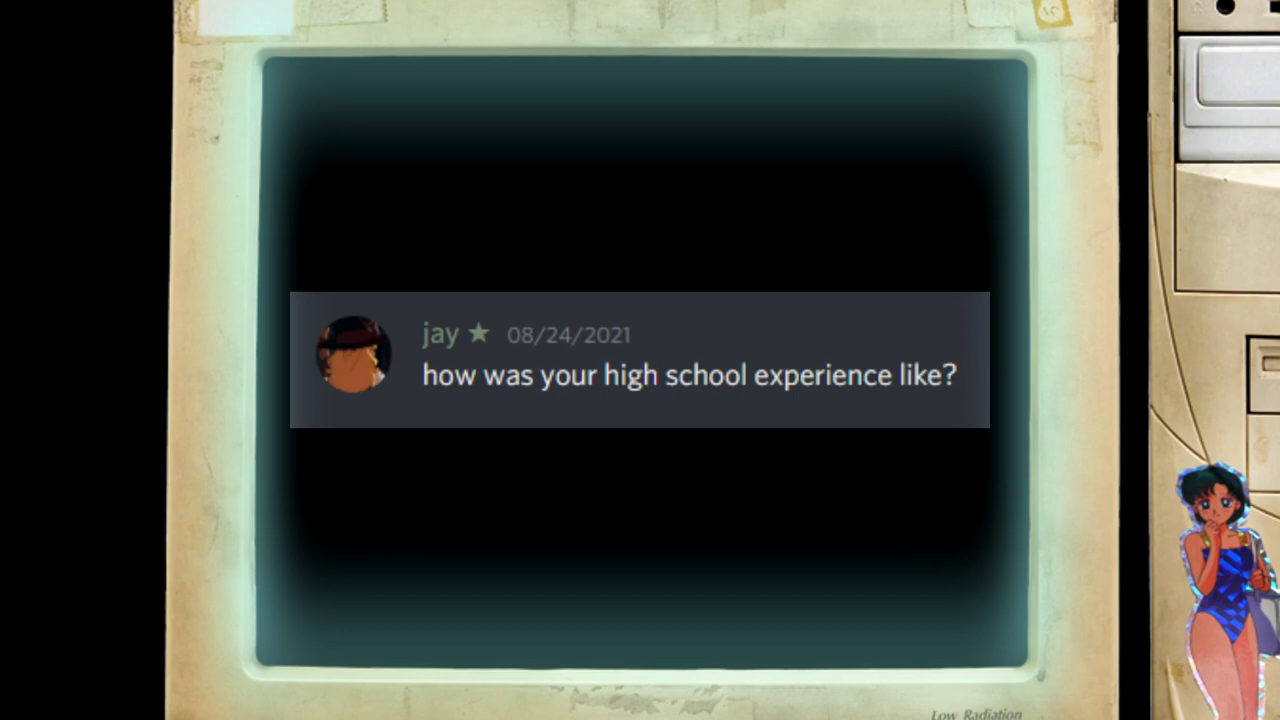 jay ★ 08/24/2021
how was your high school experience like?
Low Radiation